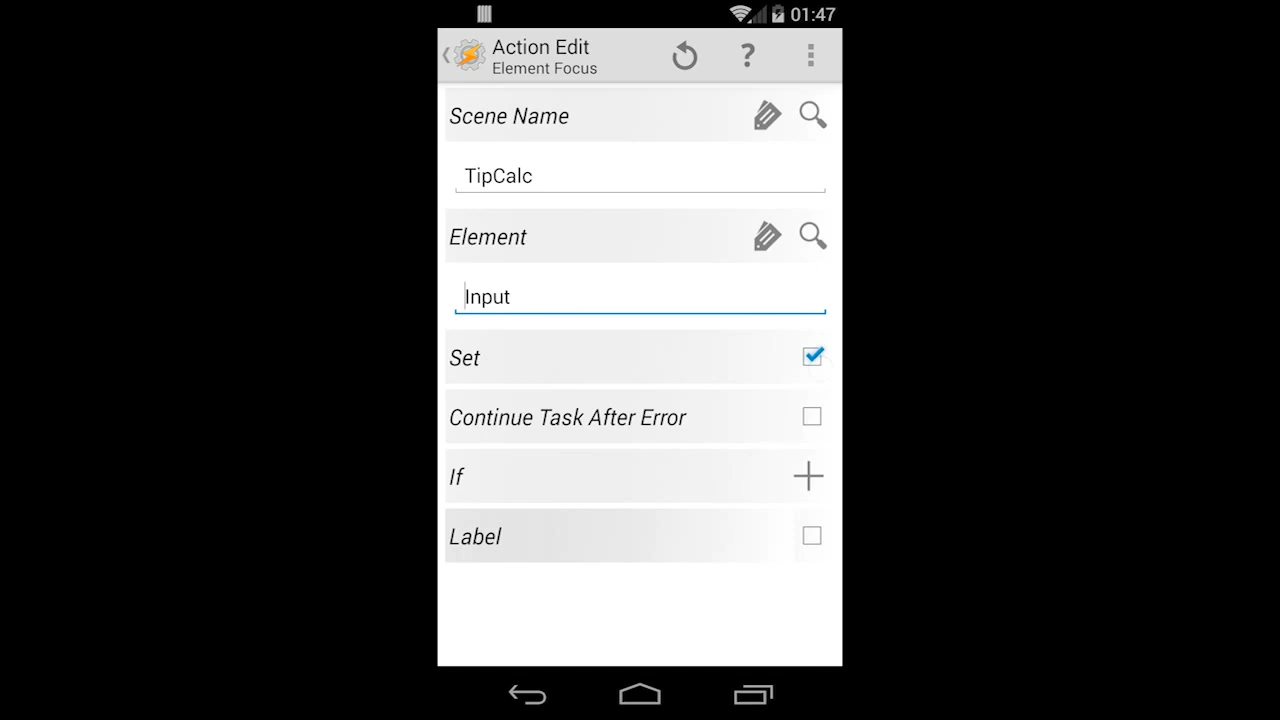 01:47
Action Edit
Element Focus
?
Scene Name
TipCalc
Element
Input
Set
Continue Task After Error
If
Label